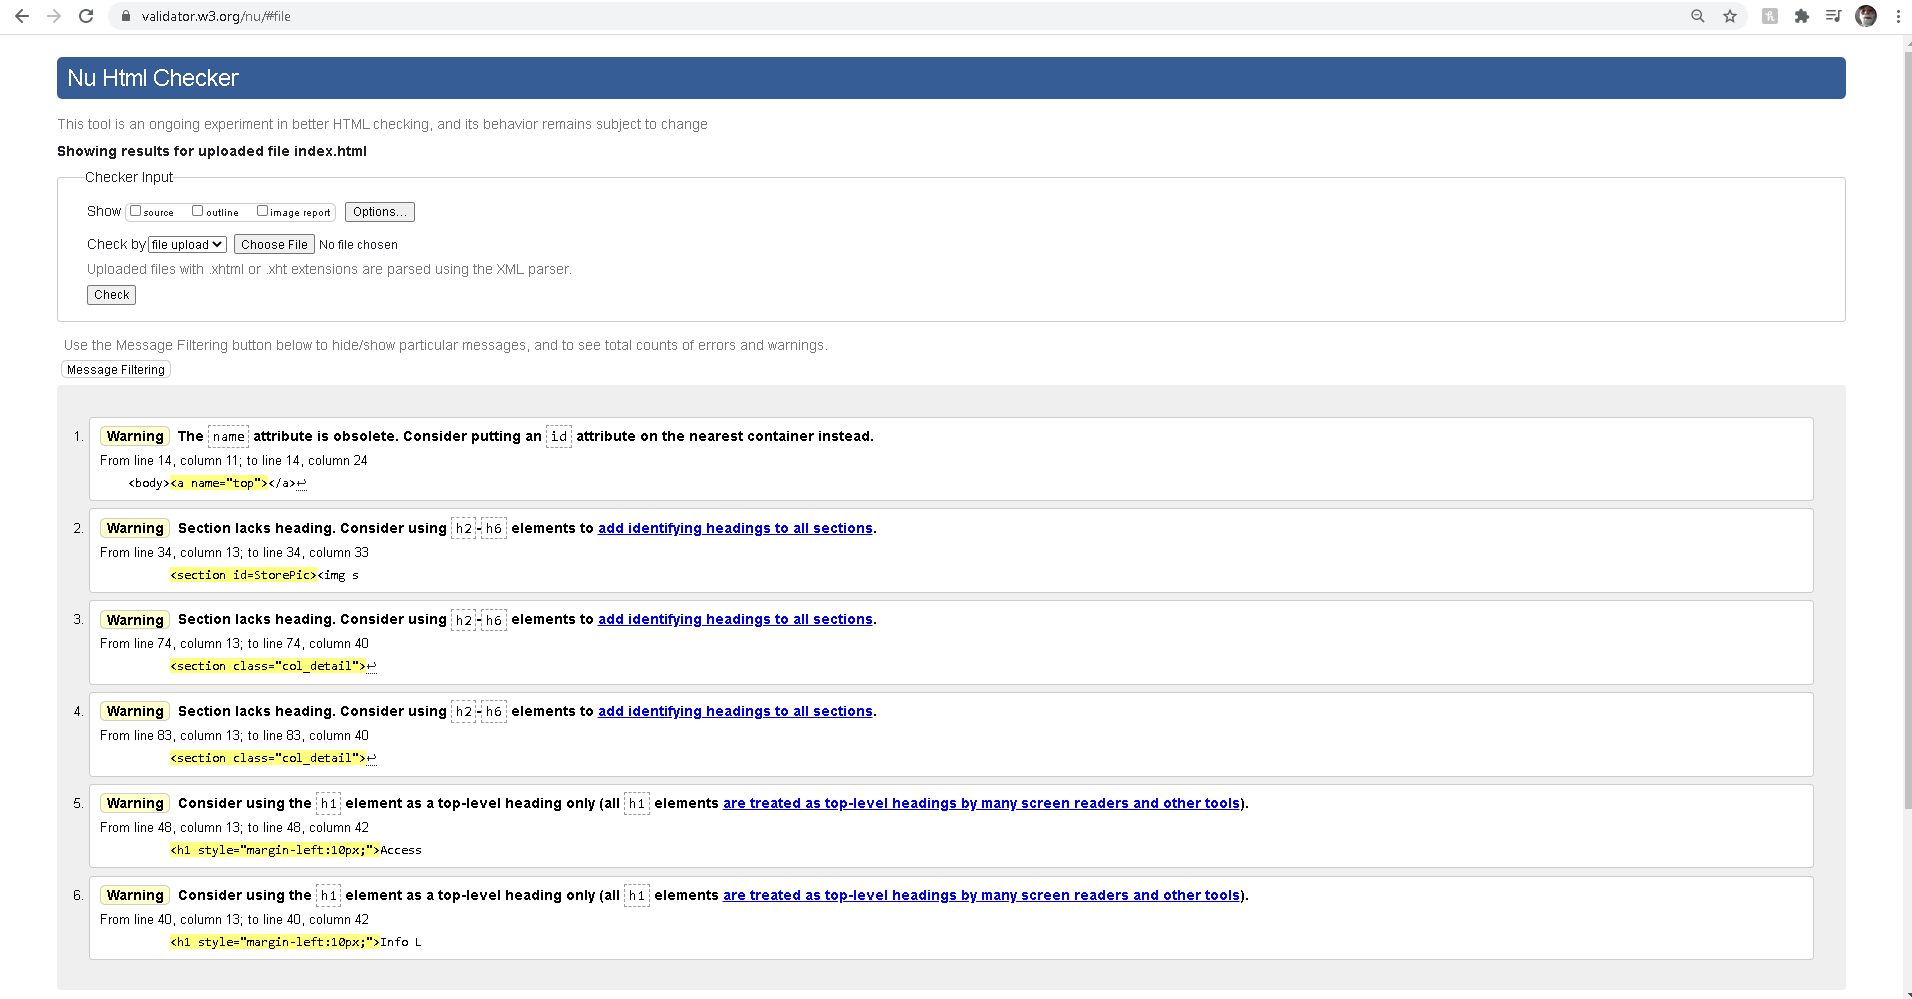 validator.w3.org/nu/#file
Nu Html Checker
This tool is an ongoing experiment in better HTML checking, and its behavior remains subject to change
Showing results for uploaded file index.html
Checker Input
Show source outline image report Options...
Check by file upload Choose File No file chosen
Uploaded files with .xhtml or .xht extensions are parsed using the XML parser.
Check
Use the Message Filtering button below to hide/show particular messages, and to see total counts of errors and warnings.
Message Filtering
1. Warning The name attribute is obsolete. Consider putting an id attribute on the nearest container instead.
From line 14, column 11; to line 14, column 24
<body><a name="top"></a>↩
2. Warning Section lacks heading. Consider using h2-h6 elements to add identifying headings to all sections.
From line 34, column 13; to line 34, column 33
<section id=StorePic><img s
3. Warning Section lacks heading. Consider using h2-h6 elements to add identifying headings to all sections.
From line 74, column 13; to line 74, column 40
<section class="col_detail">↩
4. Warning Section lacks heading. Consider using h2-h6 elements to add identifying headings to all sections.
From line 83, column 13; to line 83, column 40
<section class="col_detail">↩
5. Warning Consider using the h1 element as a top-level heading only (all h1 elements are treated as top-level headings by many screen readers and other tools).
From line 48, column 13; to line 48, column 42
<h1 style="margin-left:10px;">Access
6. Warning Consider using the h1 element as a top-level heading only (all h1 elements are treated as top-level headings by many screen readers and other tools).
From line 40, column 13; to line 40, column 42
<h1 style="margin-left:10px;">Info L